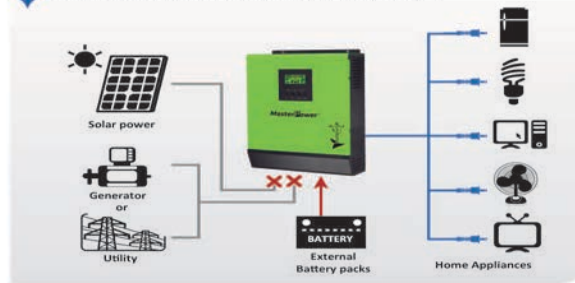 Solar power
MasterPower
Generator
or
Utility
BATTERY
External
Battery packs
Home Appliances